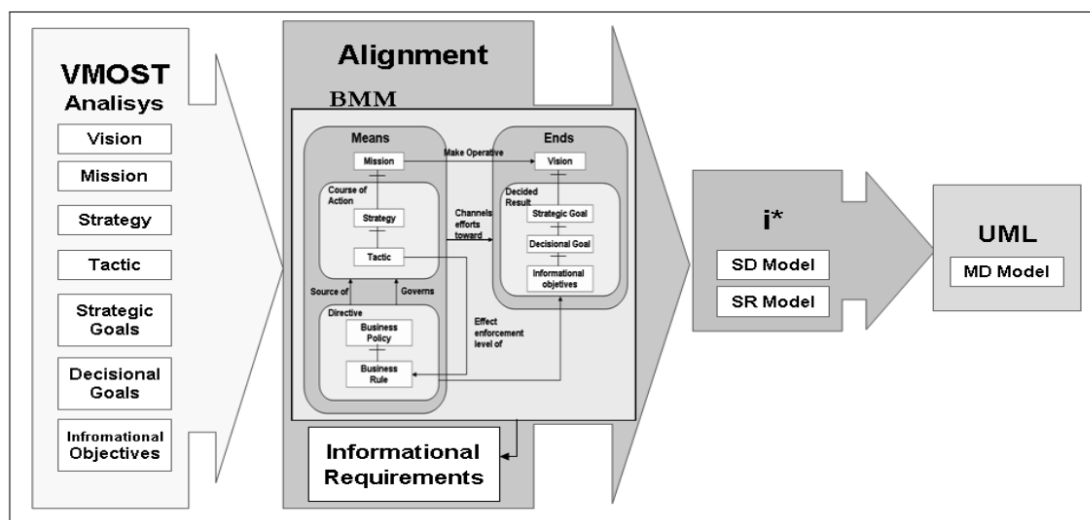 VMOST
Analisys
Vision
Mission
Strategy
Tactic
Strategic
Goals
Decisional
Goals
Infromational
Objectives
Alignment
BMM
Means
Mission
Course of
Action
Strategy
Tactic
Source of
Governs
Directive
Business
Policy
Business
Rule
Make Operative
Channels
efforts
toward
Effect
enforcement
level of
Ends
Vision
Decided
Result
Strategic Goal
Decisional Goal
Informational
objetives
Informational
Requirements
i*
SD Model
SR Model
UML
MD Model